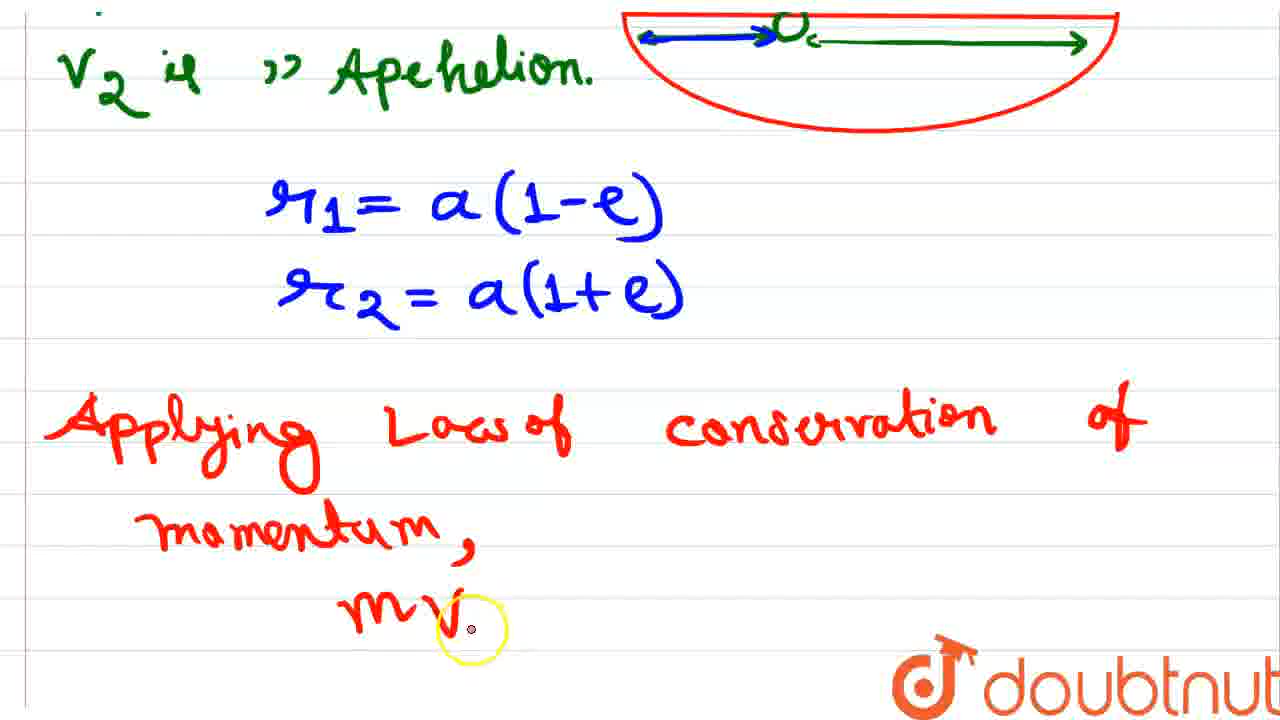 v2 is ,, Apehelion.
r1 = a(1-e)
r2 = a(1+e)
Applying Laws of conservation of
momentum,
mv
doubtnut